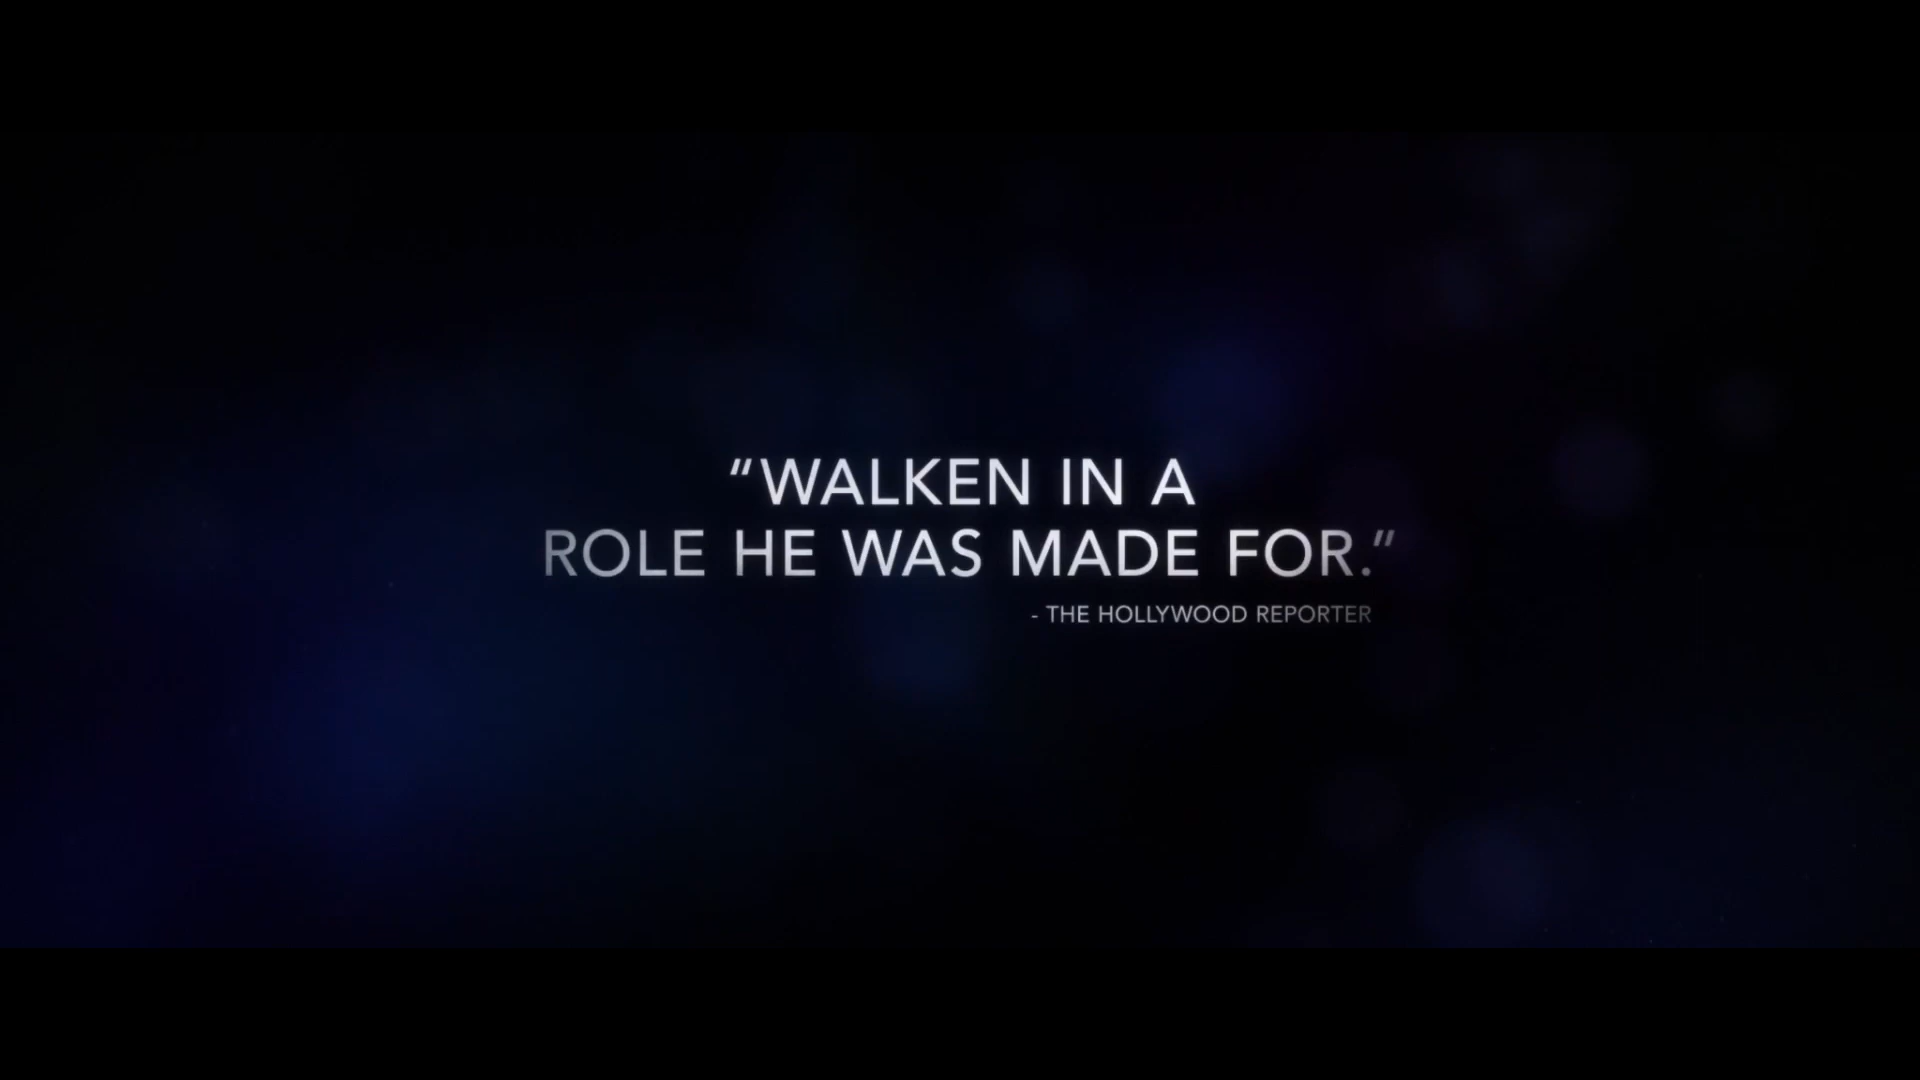 “WALKEN IN A
ROLE HE WAS MADE FOR.”
- THE HOLLYWOOD REPORTER